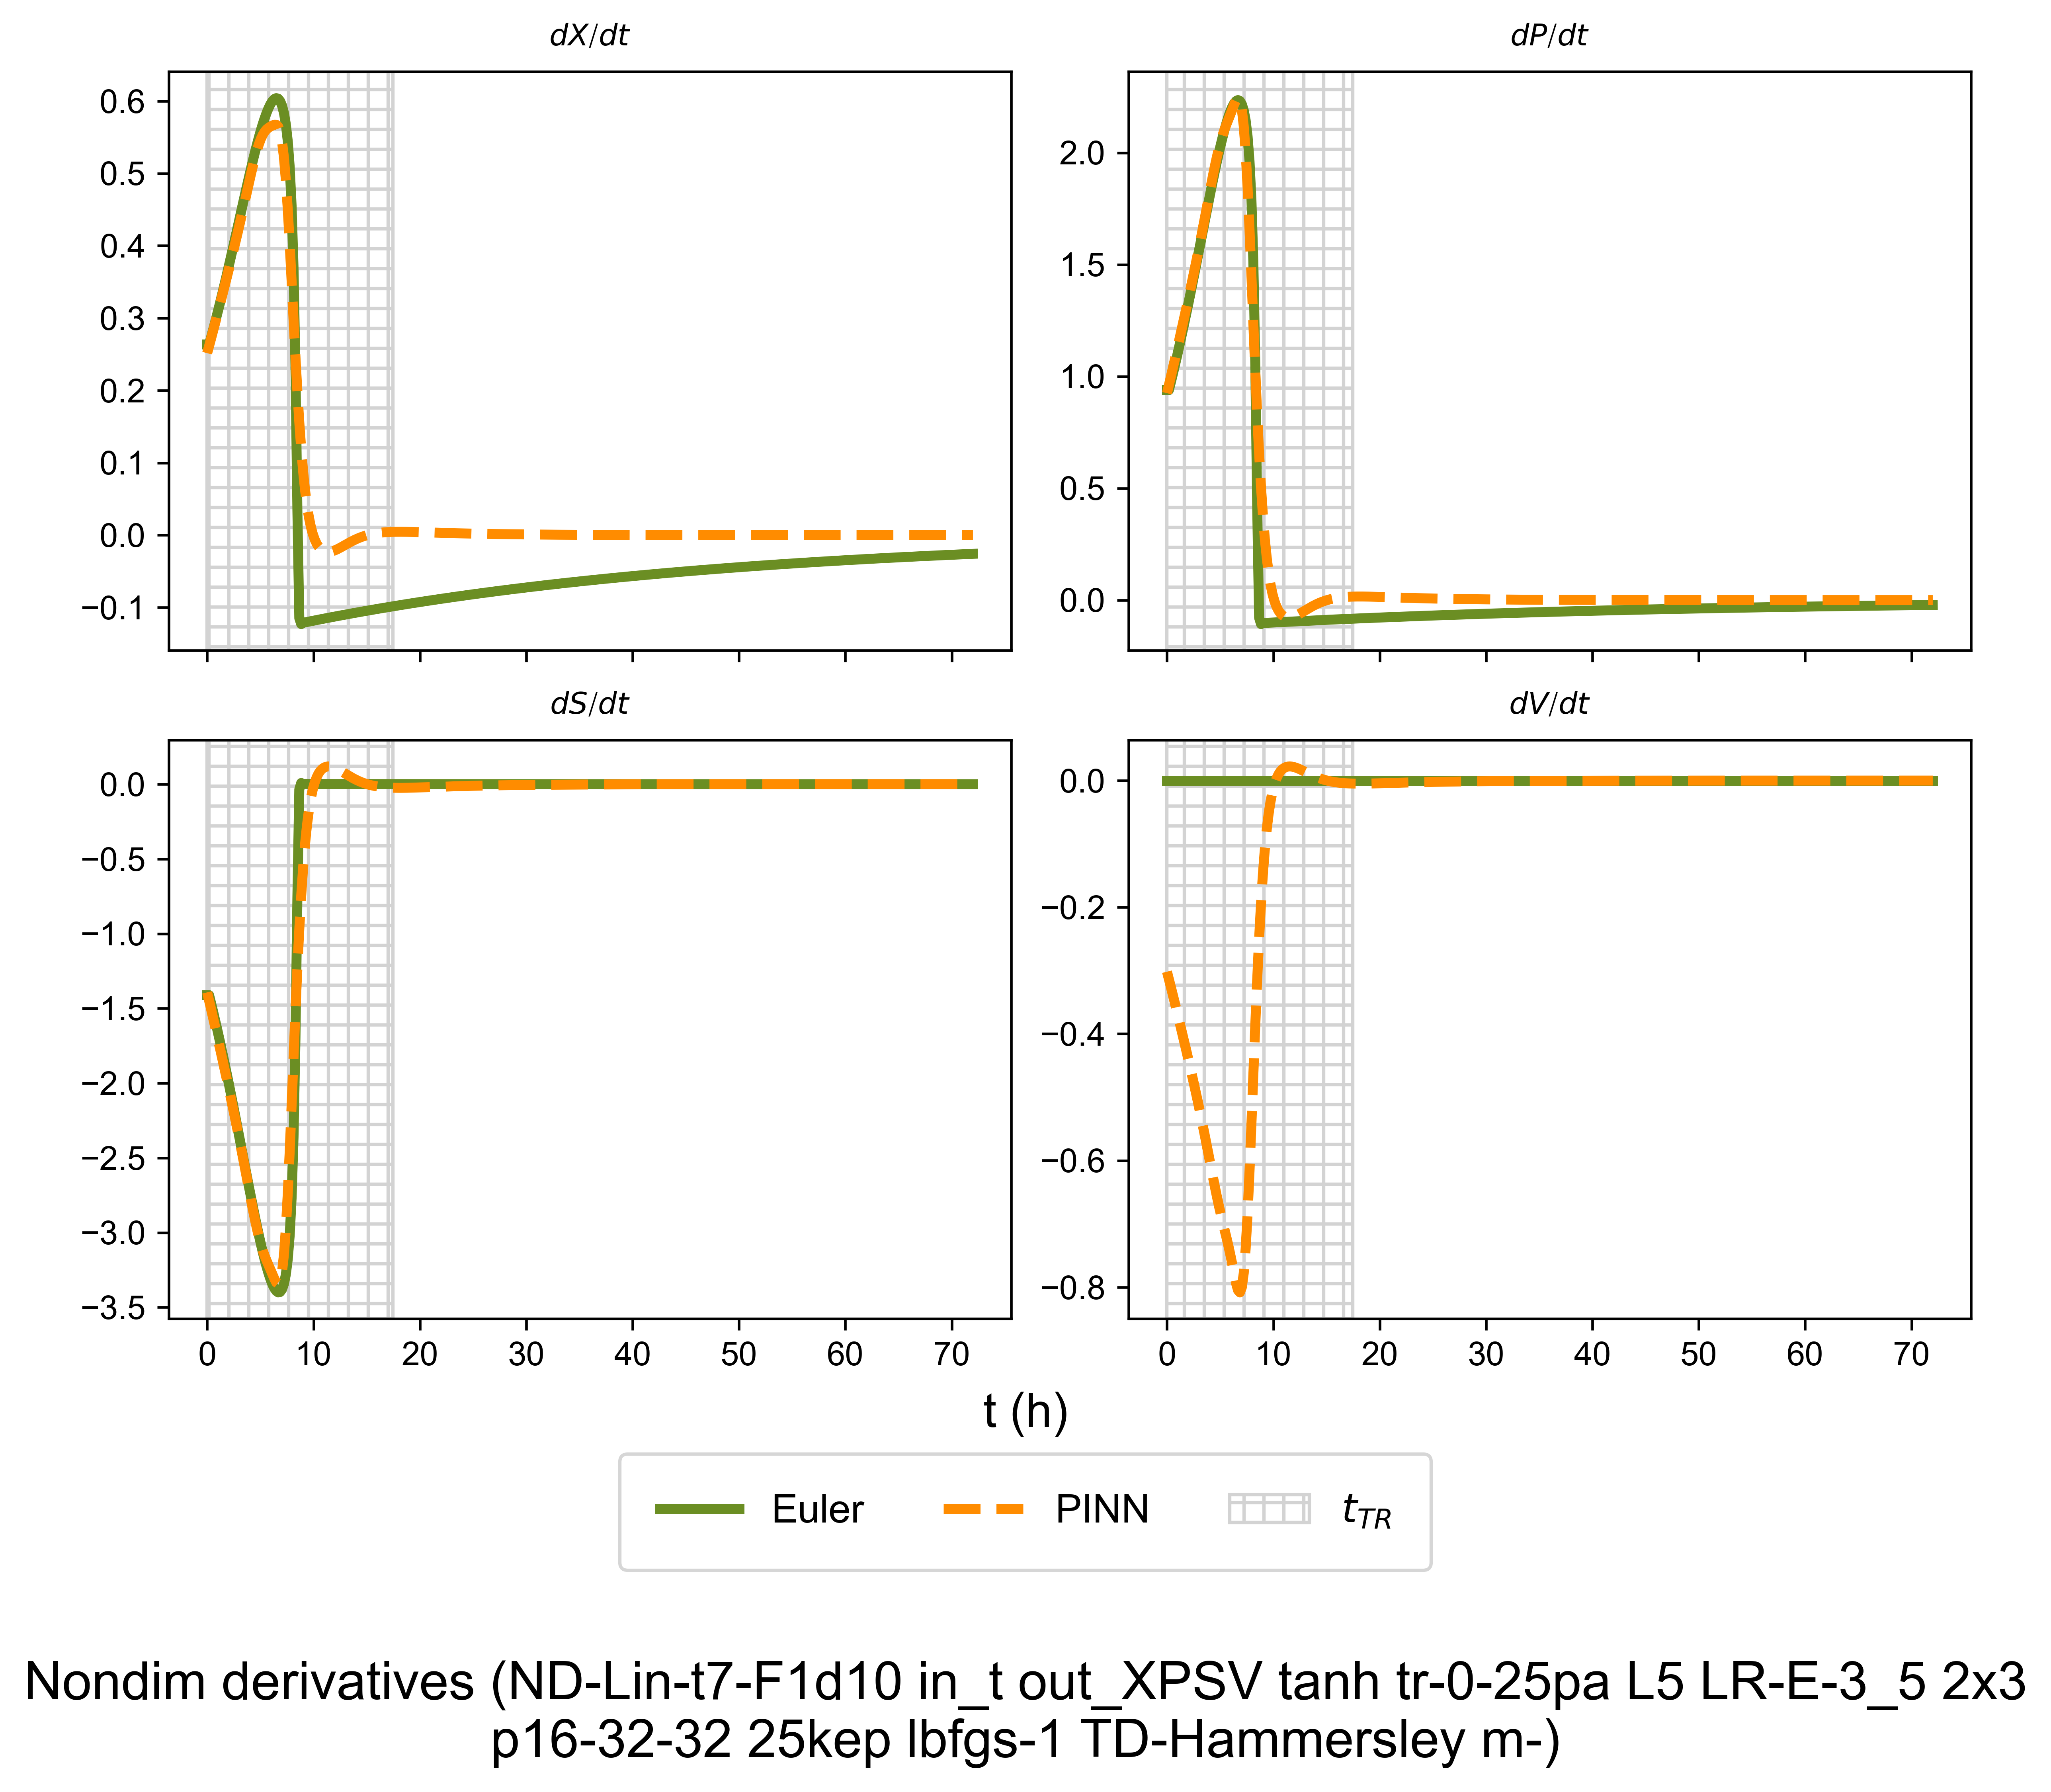 dX/dt
dP/dt
0.6
0.5
0.4
0.3
0.2
0.1
0.0
−0.1
2.0
1.5
1.0
0.5
0.0
dS/dt
dV/dt
0.0
−0.5
−1.0
−1.5
−2.0
−2.5
−3.0
−3.5
0 10 20 30 40 50 60 70
0.0
−0.2
−0.4
−0.6
−0.8
0 10 20 30 40 50 60 70
t (h)
Euler PINN t_TR
Nondim derivatives (ND-Lin-t7-F1d10 in_t out_XPSV tanh tr-0-25pa L5 LR-E-3_5 2x3
p16-32-32 25kep lbfgs-1 TD-Hammersley m-)